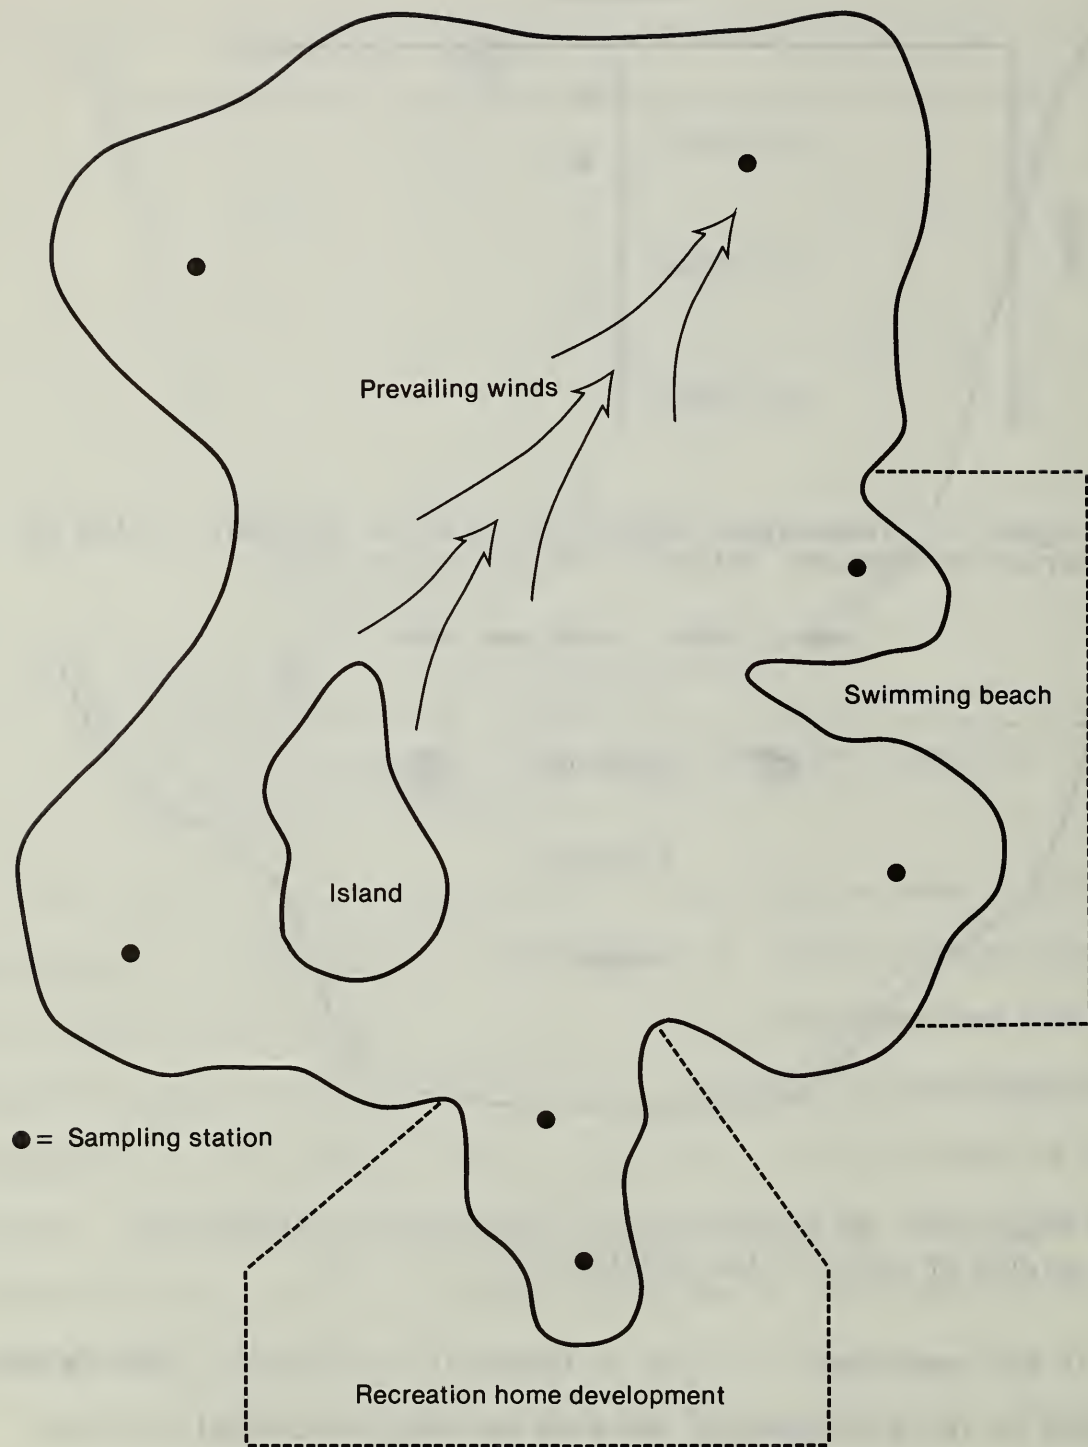 Prevailing winds
Swimming beach
Island
● = Sampling station
Recreation home development